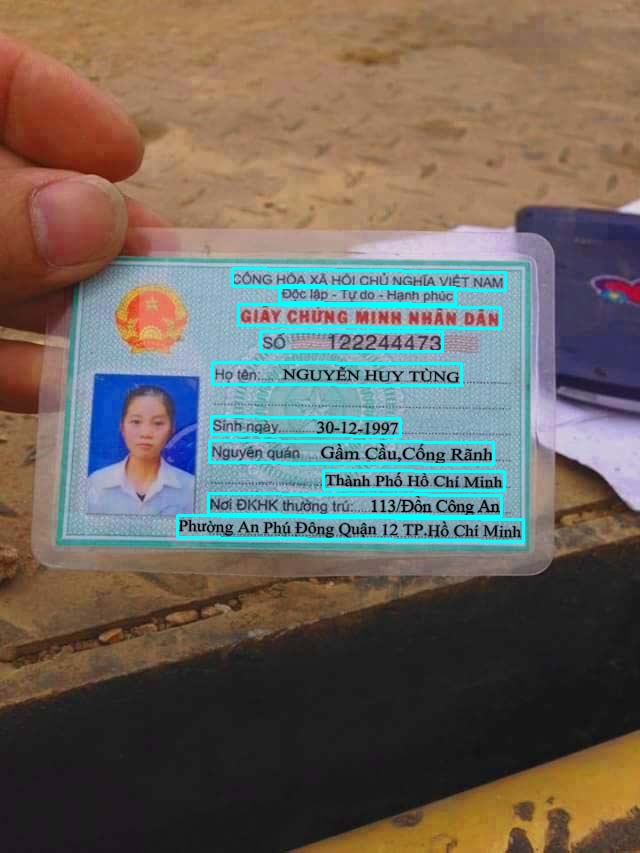 CỘNG HÒA XÃ HỘI CHỦ NGHĨA VIỆT NAM
Độc lập - Tự do - Hạnh phúc
GIẤY CHỨNG MINH NHÂN DÂN
SỐ 122244473
Họ tên:... NGUYỄN HUY TÙNG
Sinh ngày........ 30-12-1997
Nguyên quán Gầm Cầu,Cống Rãnh
Thành Phố Hồ Chí Minh
Nơi ĐKHK thường trú:.... 113/Đồn Công An
Phường An Phú Đông Quận 12 TP.Hồ Chí Minh